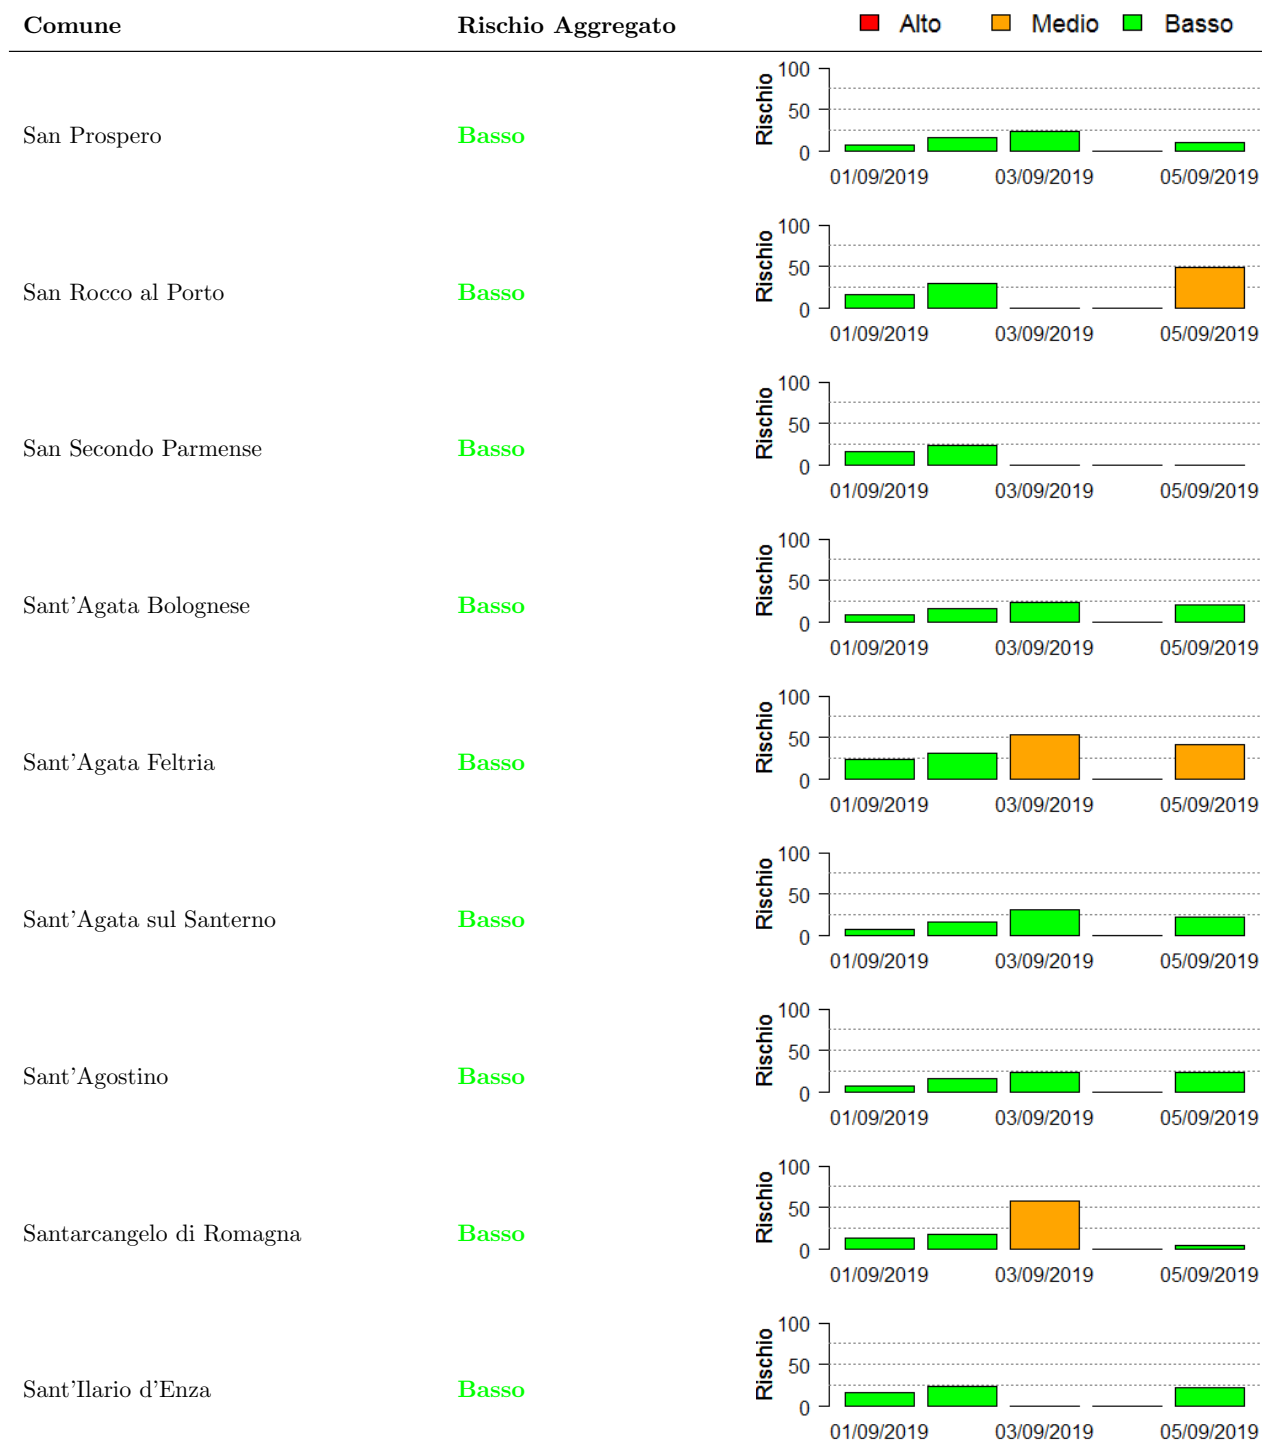 Comune Rischio Aggregato Alto Medio Basso
San Prospero Basso Rischio 100 50 0
01/09/2019 03/09/2019 05/09/2019
San Rocco al Porto Basso Rischio 100 50 0
01/09/2019 03/09/2019 05/09/2019
San Secondo Parmense Basso Rischio 100 50 0
01/09/2019 03/09/2019 05/09/2019
Sant'Agata Bolognese Basso Rischio 100 50 0
01/09/2019 03/09/2019 05/09/2019
Sant'Agata Feltria Basso Rischio 100 50 0
01/09/2019 03/09/2019 05/09/2019
Sant'Agata sul Santerno Basso Rischio 100 50 0
01/09/2019 03/09/2019 05/09/2019
Sant'Agostino Basso Rischio 100 50 0
01/09/2019 03/09/2019 05/09/2019
Santarcangelo di Romagna Basso Rischio 100 50 0
01/09/2019 03/09/2019 05/09/2019
Sant'Ilario d'Enza Basso Rischio 100 50 0
01/09/2019 03/09/2019 05/09/2019